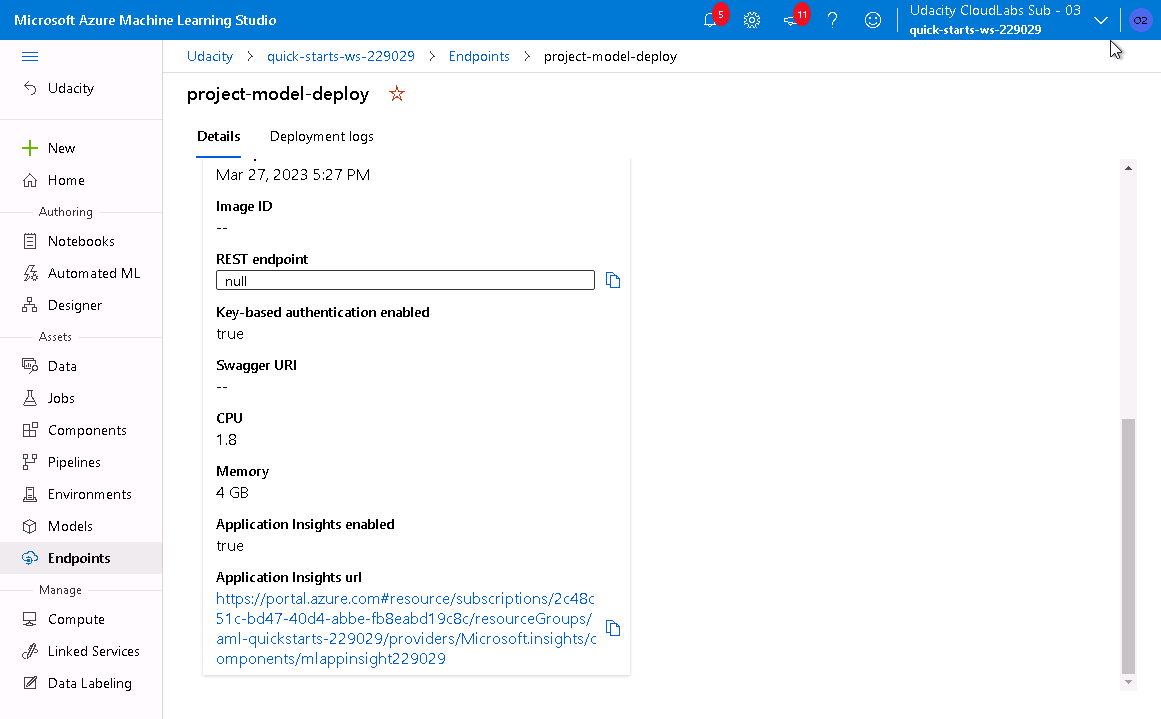 Microsoft Azure Machine Learning Studio
5
11
Udacity CloudLabs Sub - 03
quick-starts-ws-229029
O2
Udacity
quick-starts-ws-229029
Endpoints
project-model-deploy
Udacity
project-model-deploy
Details
Deployment logs
New
Home
Authoring
Notebooks
Automated ML
Designer
Assets
Data
Jobs
Components
Pipelines
Environments
Models
Endpoints
Manage
Compute
Linked Services
Data Labeling
Mar 27, 2023 5:27 PM
Image ID
--
REST endpoint
null
Key-based authentication enabled
true
Swagger URI
--
CPU
1.8
Memory
4 GB
Application Insights enabled
true
Application Insights url
https://portal.azure.com#resource/subscriptions/2c48c
51c-bd47-40d4-abbe-fb8eabd19c8c/resourceGroups/
aml-quickstarts-229029/providers/Microsoft.insights/c
omponents/mlappinsight229029